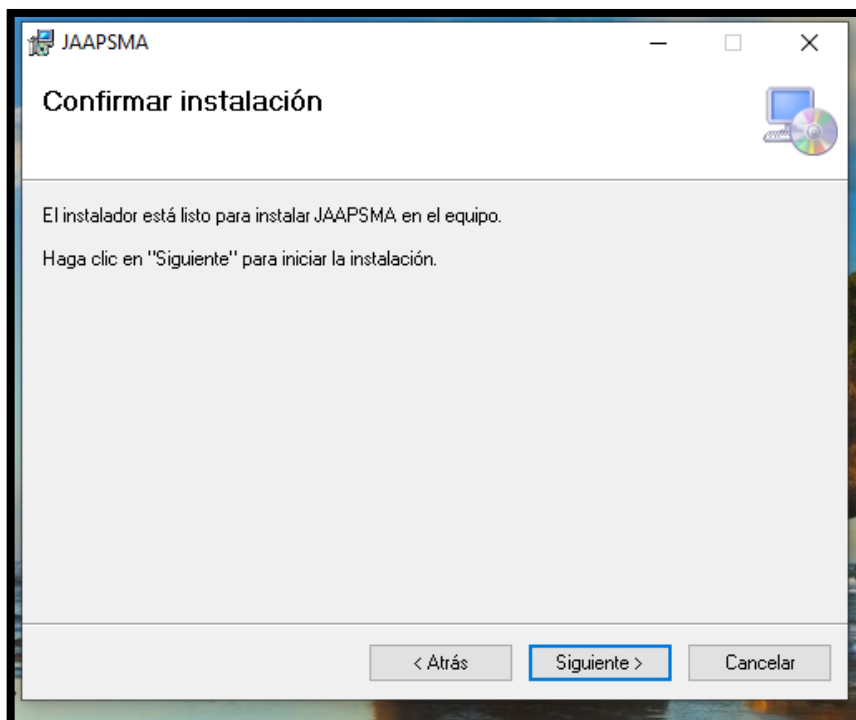 JAAPSMA
Confirmar instalación
El instalador está listo para instalar JAAPSMA en el equipo.
Haga clic en "Siguiente" para iniciar la instalación.
< Atrás
Siguiente >
Cancelar